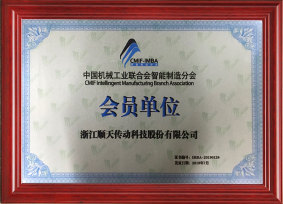 CMIF-IMBA
中国机械工业联合会智能制造分会
CMIF Intelligent Manufacturing Branch Association
会员单位
浙江顺天传动科技股份有限公司